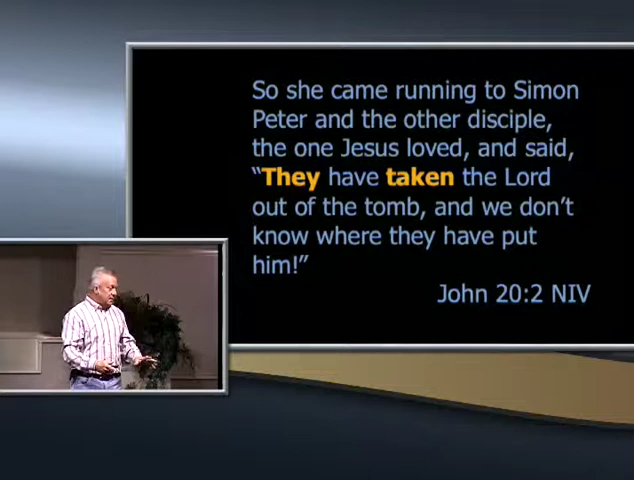 So she came running to Simon
Peter and the other disciple,
the one Jesus loved, and said,
“They have taken the Lord
out of the tomb, and we don’t
know where they have put
him!”
John 20:2 NIV